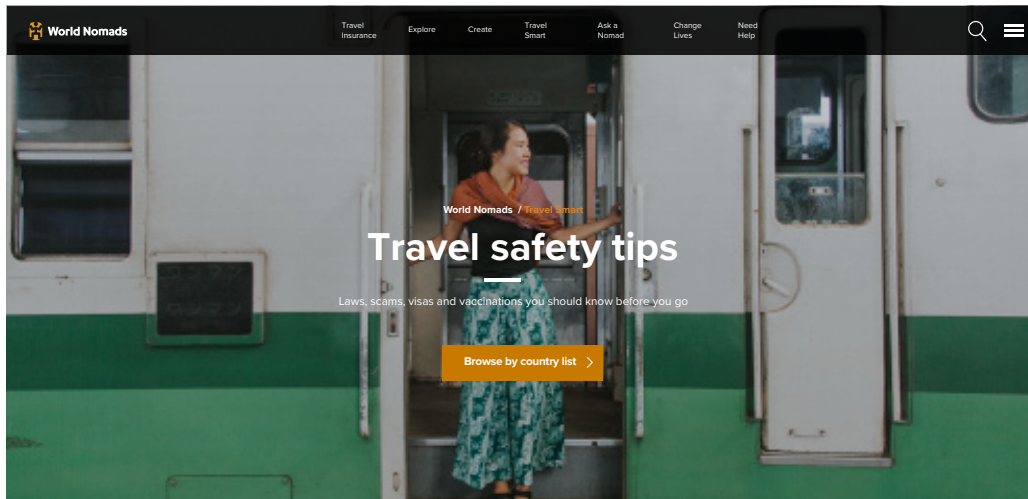 World Nomads
Travel
Insurance
Explore
Create
Travel
Smart
Ask a
Nomad
Change
Lives
Need
Help
World Nomads / Travel Smart
Travel safety tips
Laws, scams, visas and vaccinations you should know before you go
Browse by country list